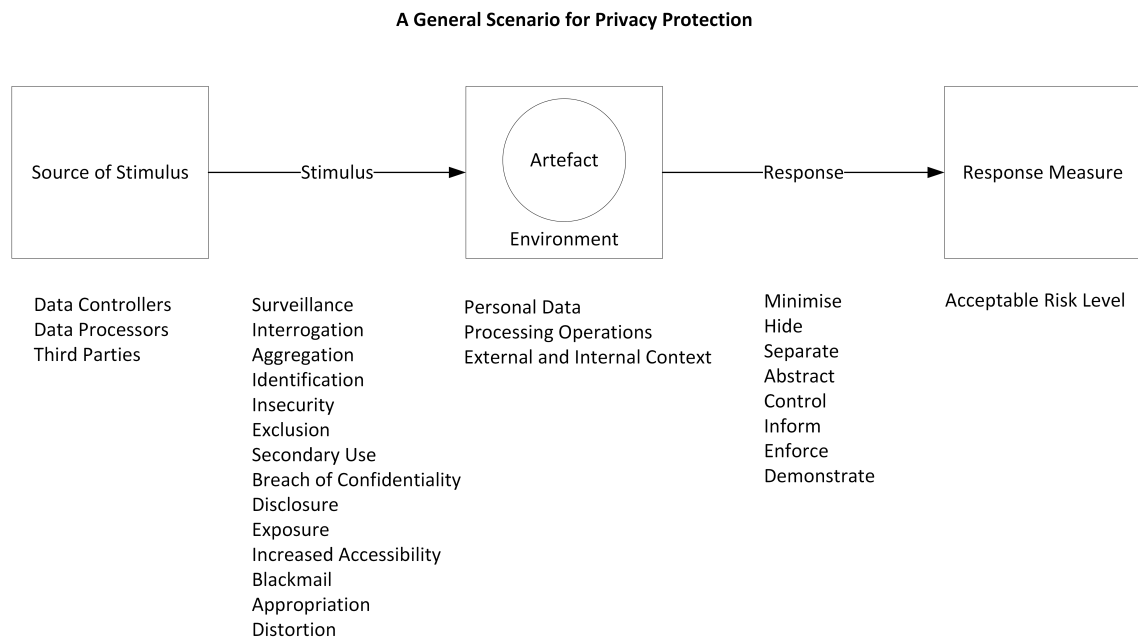 A General Scenario for Privacy Protection
Source of Stimulus
Stimulus
Artefact
Environment
Response
Response Measure
Data Controllers
Data Processors
Third Parties
Surveillance
Interrogation
Aggregation
Identification
Insecurity
Exclusion
Secondary Use
Breach of Confidentiality
Disclosure
Exposure
Increased Accessibility
Blackmail
Appropriation
Distortion
Personal Data
Processing Operations
External and Internal Context
Minimise
Hide
Separate
Abstract
Control
Inform
Enforce
Demonstrate
Acceptable Risk Level